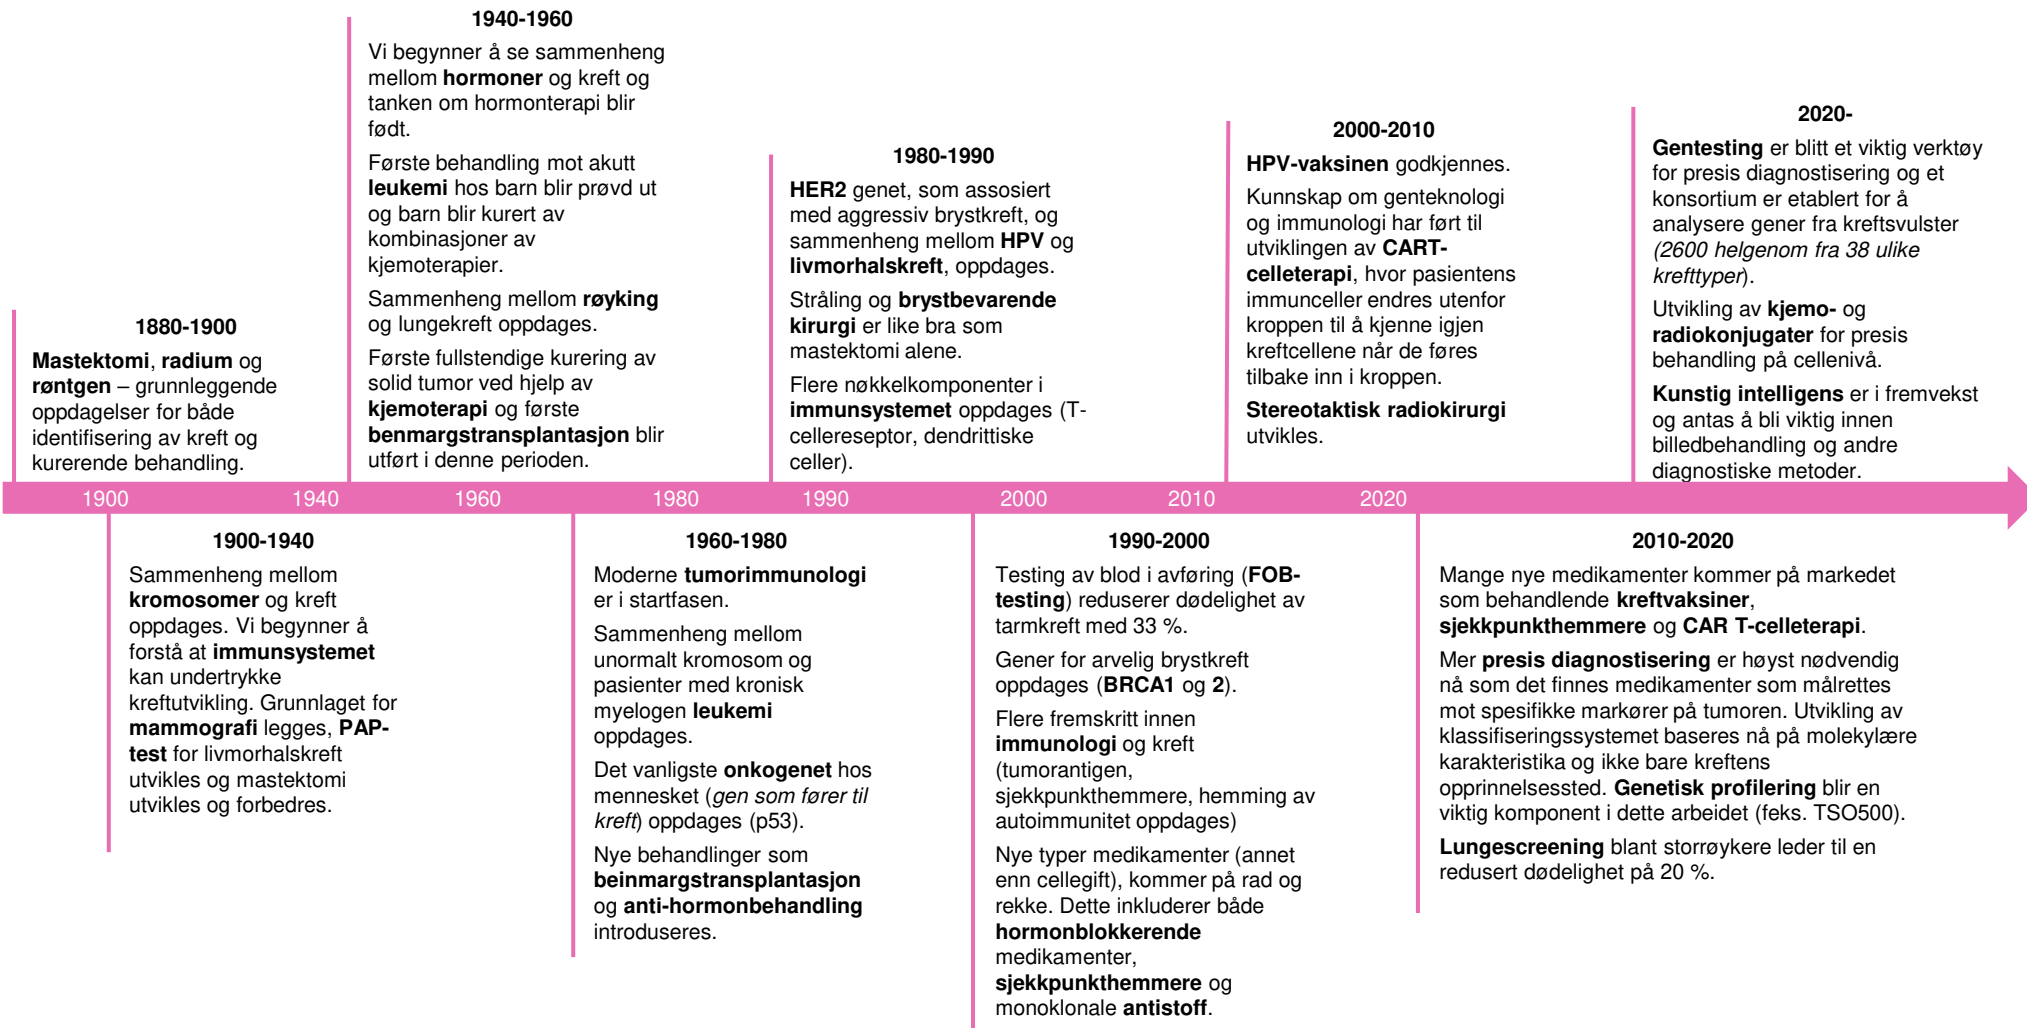 1940-1960
Vi begynner å se sammenheng
mellom hormoner og kreft og
tanken om hormonterapi blir
født.
Første behandling mot akutt
leukemi hos barn blir prøvd ut
og barn blir kurert av
kombinasjoner av
kjemoterapier.
Sammenheng mellom røyking
og lungekreft oppdages.
Første fullstendige kurering av
solid tumor ved hjelp av
kjemoterapi og første
benmargstransplantasjon blir
utført i denne perioden.
1880-1900
Mastektomi, radium og
røntgen – grunnleggende
oppdagelser for både
identifisering av kreft og
kurerende behandling.
1980-1990
HER2 genet, som assosiert
med aggressiv brystkreft, og
sammenheng mellom HPV og
livmorhalskreft, oppdages.
Stråling og brystbevarende
kirurgi er like bra som
mastektomi alene.
Flere nøkkelkomponenter i
immunsystemet oppdages (T-
cellereseptor, dendrittiske
celler).
2000-2010
HPV-vaksinen godkjennes.
Kunnskap om genteknologi
og immunologi har ført til
utviklingen av CART-
celleterapi, hvor pasientens
immunceller endres utenfor
kroppen til å kjenne igjen
kreftcellene når de føres
tilbake inn i kroppen.
Stereotaktisk radiokirurgi
utvikles.
2020-
Gentesting er blitt et viktig verktøy
for presis diagnostisering og et
konsortium er etablert for å
analysere gener fra kreftsvulster
(2600 helgenom fra 38 ulike
krefttyper).
Utvikling av kjemo- og
radiokonjugater for presis
behandling på cellenivå.
Kunstig intelligens er i fremvekst
og antas å bli viktig innen
billedbehandling og andre
diagnostiske metoder.
1900 1940 1960 1980 1990 2000 2010 2020
1900-1940
Sammenheng mellom
kromosomer og kreft
oppdages. Vi begynner å
forstå at immunsystemet
kan undertrykke
kreftutvikling. Grunnlaget for
mammografi legges, PAP-
test for livmorhalskreft
utvikles og mastektomi
utvikles og forbedres.
1960-1980
Moderne tumorimmunologi
er i startfasen.
Sammenheng mellom
unormalt kromosom og
pasienter med kronisk
myelogen leukemi
oppdages.
Det vanligste onkogenet hos
mennesket (gen som fører til
kreft) oppdages (p53).
Nye behandlinger som
beinmargstransplantasjon
og anti-hormonbehandling
introduseres.
1990-2000
Testing av blod i avføring (FOB-
testing) reduserer dødelighet av
tarmkreft med 33 %.
Gener for arvelig brystkreft
oppdages (BRCA1 og 2).
Flere fremskritt innen
immunologi og kreft
(tumorantigen,
sjekkpunkthemmere, hemming av
autoimmunitet oppdages)
Nye typer medikamenter (annet
enn cellegift), kommer på rad og
rekke. Dette inkluderer både
hormonblokkerende
medikamenter,
sjekkpunkthemmere og
monoklonale antistoff.
2010-2020
Mange nye medikamenter kommer på markedet
som behandlende kreftvaksiner,
sjekkpunkthemmere og CAR T-celleterapi.
Mer presis diagnostisering er høyst nødvendig
nå som det finnes medikamenter som målrettes
mot spesifikke markører på tumoren. Utvikling av
klassifiseringssystemet baseres nå på molekylære
karakteristika og ikke bare kreftens
opprinnelsessted. Genetisk profilering blir en
viktig komponent i dette arbeidet (feks. TSO500).
Lungescreening blant storrøykere leder til en
redusert dødelighet på 20 %.